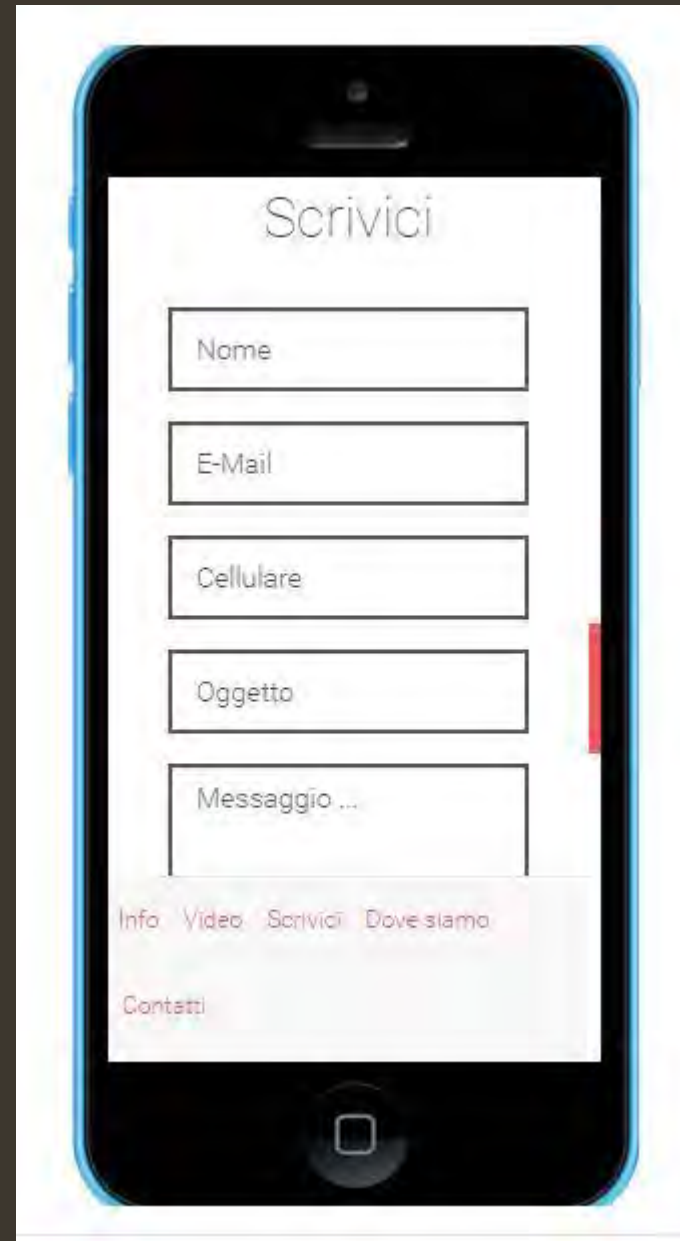 Scrivici
Nome
E-Mail
Cellulare
Oggetto
Messaggio ...
Info Video Scrivici Dove siamo
Contatti